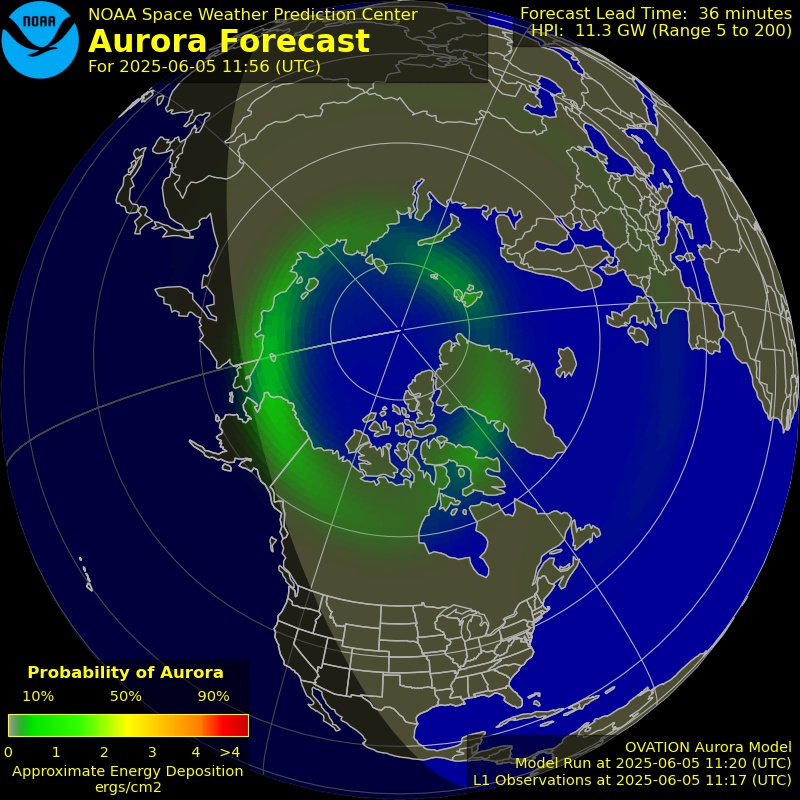 NOAA
NOAA Space Weather Prediction Center
Aurora Forecast
For 2025-06-05 11:56 (UTC)
Forecast Lead Time: 36 minutes
HPI: 11.3 GW (Range 5 to 200)
Probability of Aurora
10% 50% 90%
0 1 2 3 4 >4
Approximate Energy Deposition
ergs/cm2
OVATION Aurora Model
Model Run at 2025-06-05 11:20 (UTC)
L1 Observations at 2025-06-05 11:17 (UTC)